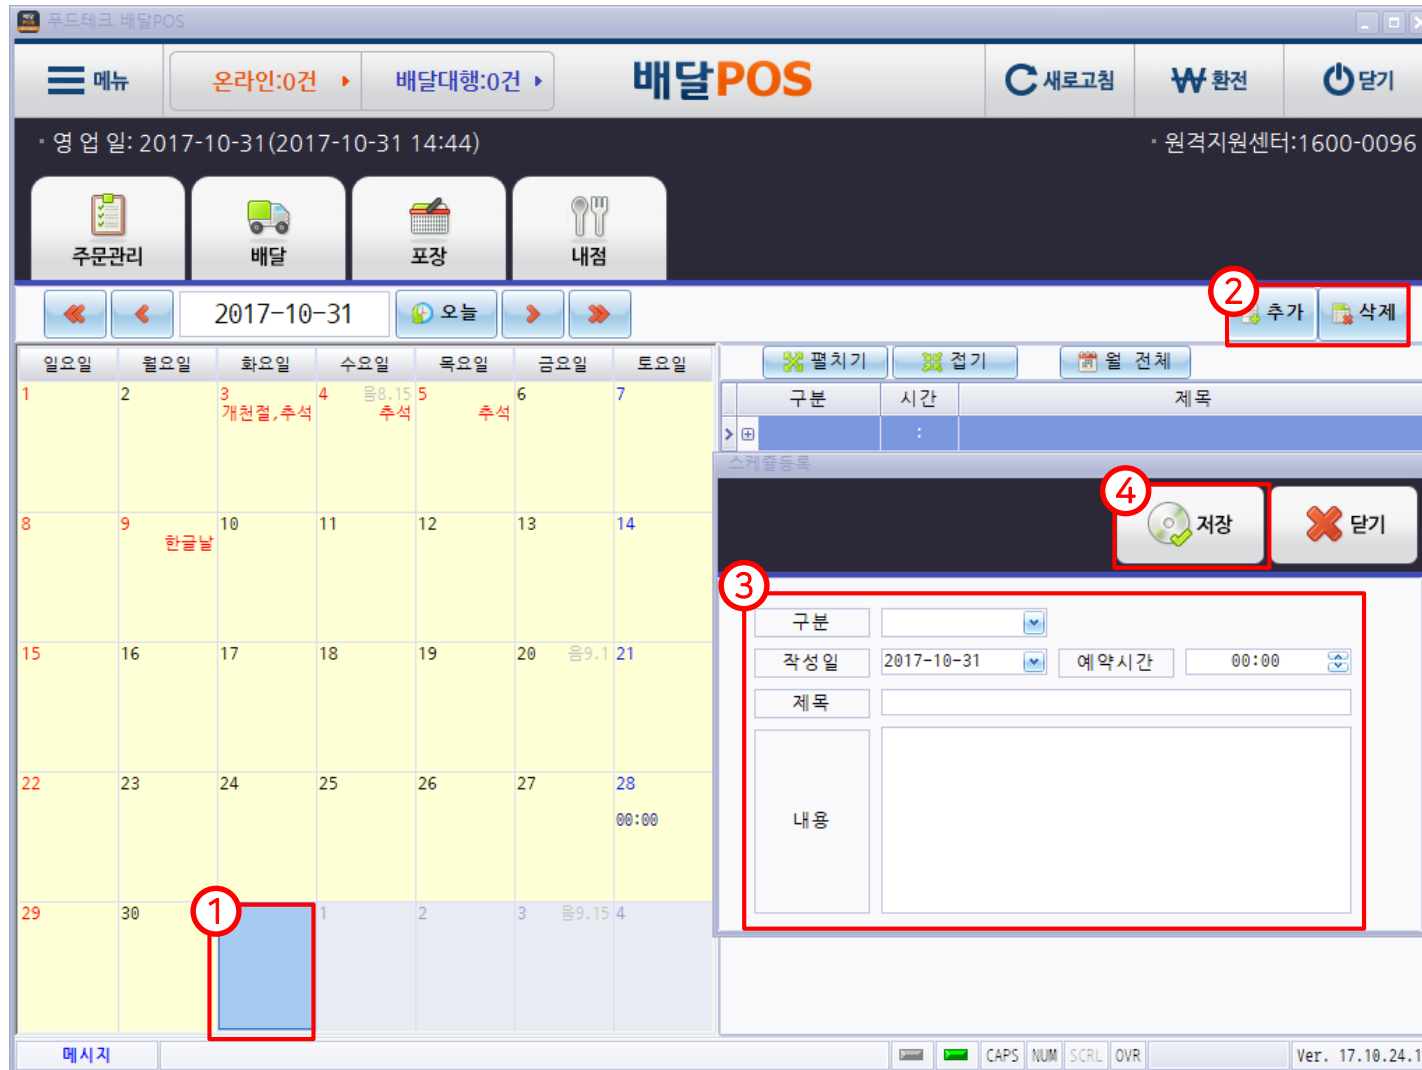 푸드테크 배달POS
메뉴 온라인:0건 배달대행:0건 배달POS 새로고침 환전 닫기
영 업 일: 2017-10-31(2017-10-31 14:44) 원격지원센터:1600-0096
주문관리 배달 포장 내점
2017-10-31 오늘 ② 추가 삭제
일요일 월요일 화요일 수요일 목요일 금요일 토요일
펼치기 접기 월 전체
구분 시간 제목
:
1 2 3 4 음8.15 5 6 7
개천절,추석 추석 추석
스케쥴등록
④ 저장 닫기
8 9 10 11 12 13 14
한글날
③
구분
작성일 2017-10-31 예약시간 00:00
제목
내용
15 16 17 18 19 20 음9.1 21
22 23 24 25 26 27 28
00:00
29 30 ① 1 2 3 음9.15 4
메시지 CAPS NUM SCRL OVR Ver. 17.10.24.1